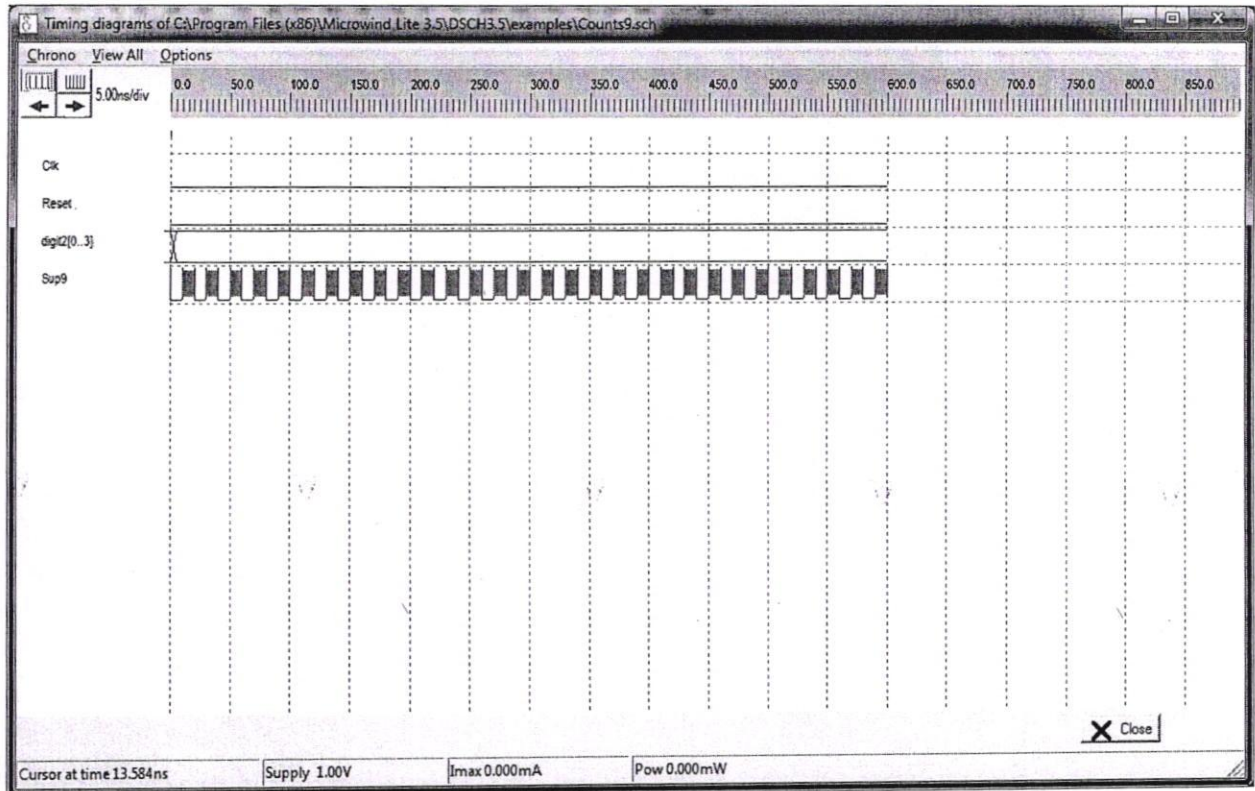 Timing diagrams of C:\Program Files (x86)\Microwind Lite 3.5\DSCH3.5\examples\Counts9.sch
Chrono View All Options
5.00ns/div
0.0 50.0 100.0 150.0 200.0 250.0 300.0 350.0 400.0 450.0 500.0 550.0 600.0 650.0 700.0 750.0 800.0 850.0
Clk
Reset
digit2[0..3]
Sup9
Close
Cursor at time 13.584ns Supply 1.00V Imax 0.000mA Pow 0.000mW